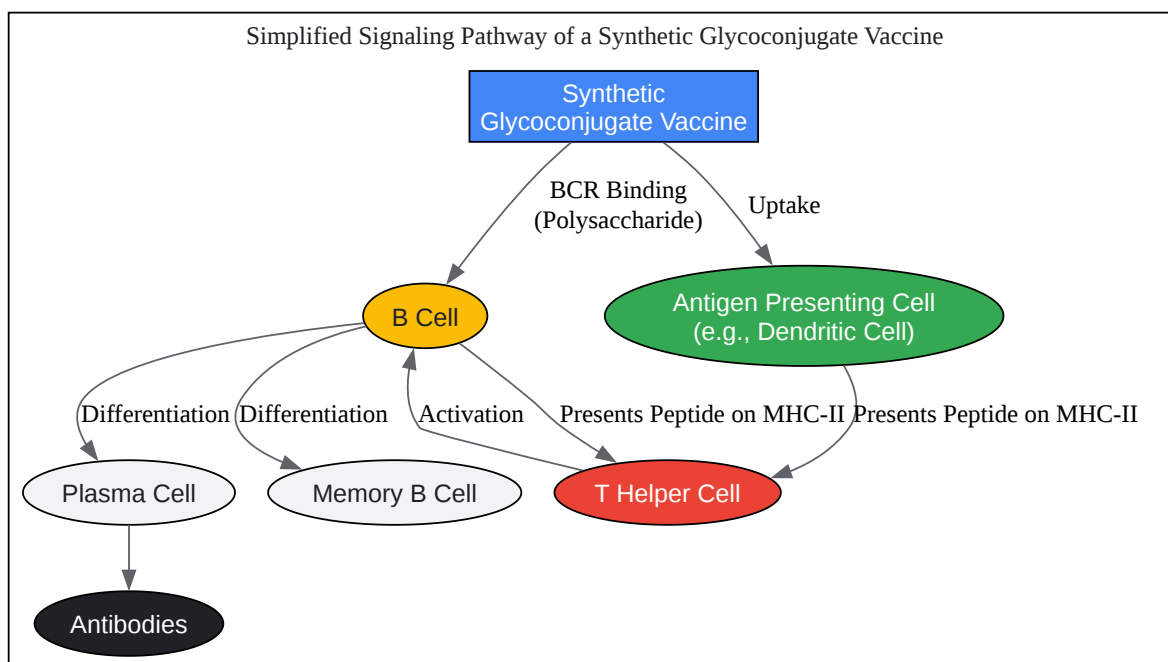 Simplified Signaling Pathway of a Synthetic Glycoconjugate Vaccine
Synthetic
Glycoconjugate Vaccine
BCR Binding
(Polysaccharide)
Uptake
B Cell
Antigen Presenting Cell
(e.g., Dendritic Cell)
Differentiation
Differentiation
Activation
Presents Peptide on MHC-II
Presents Peptide on MHC-II
Plasma Cell
Memory B Cell
T Helper Cell
Antibodies